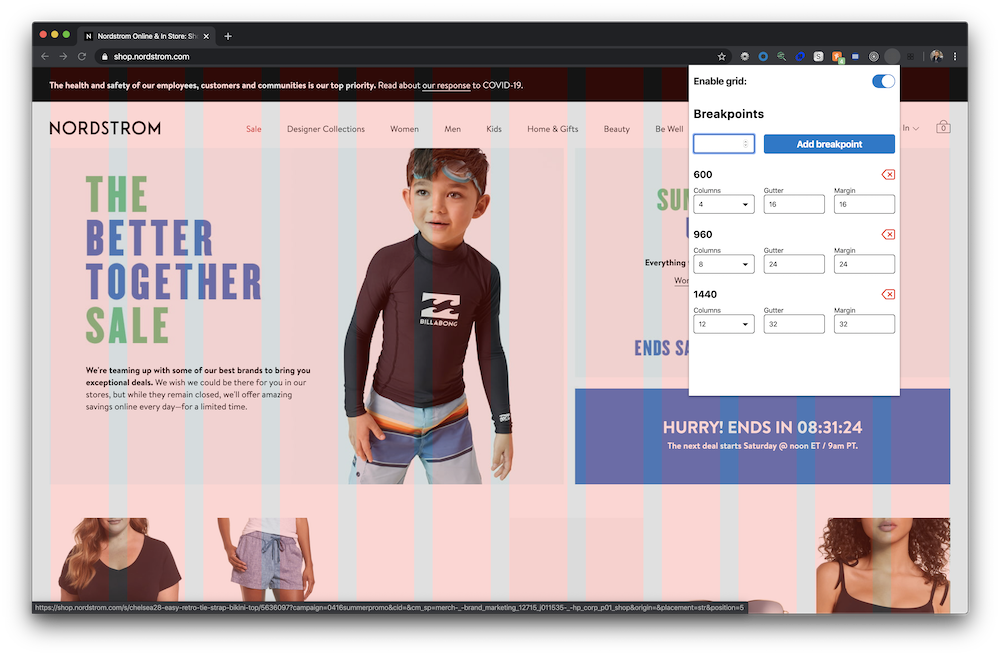 Nordstrom Online & In Store: Sh
shop.nordstrom.com
The health and safety of our employees, customers and communities is our top priority. Read about our response to COVID-19.
Enable grid:
NORDSTROM
Sale Designer Collections Women Men Kids Home & Gifts Beauty Be Well
In
0
Breakpoints
Add breakpoint
600
Columns Gutter Margin
4 16 16
960
Columns Gutter Margin
8 24 24
1440
Columns Gutter Margin
12 32 32
THE
BETTER
TOGETHER
SALE
We're teaming up with some of our best brands to bring you
exceptional deals. We wish we could be there for you in our
stores, but while they remain closed, we'll offer amazing
savings online every day—for a limited time.
BILLABONG
Everything
ENDS SA
HURRY! ENDS IN 08:31:24
The next deal starts Saturday @ noon ET / 9am PT.
https://shop.nordstrom.com/s/chelsea28-easy-retro-tie-strap-bikini-top/5636097?campaign=0416summerpromo&cid=&cm_sp=merch-_-brand_marketing_12715_j011535-_-hp_corp_p01_shop&origin=&placement=str&position=5